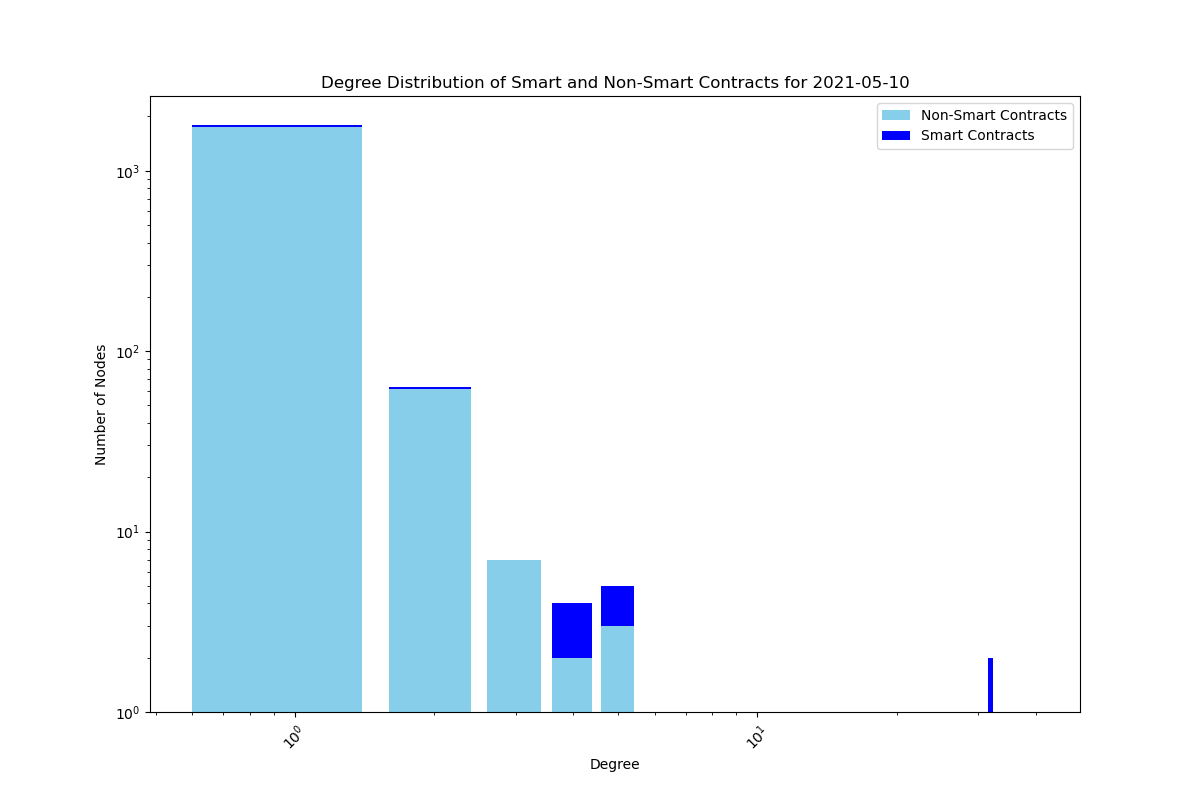 Degree Distribution of Smart and Non-Smart Contracts for 2021-05-10
Non-Smart Contracts
Smart Contracts
Number of Nodes
10³
10²
10¹
10⁰
10⁰
10¹
Degree